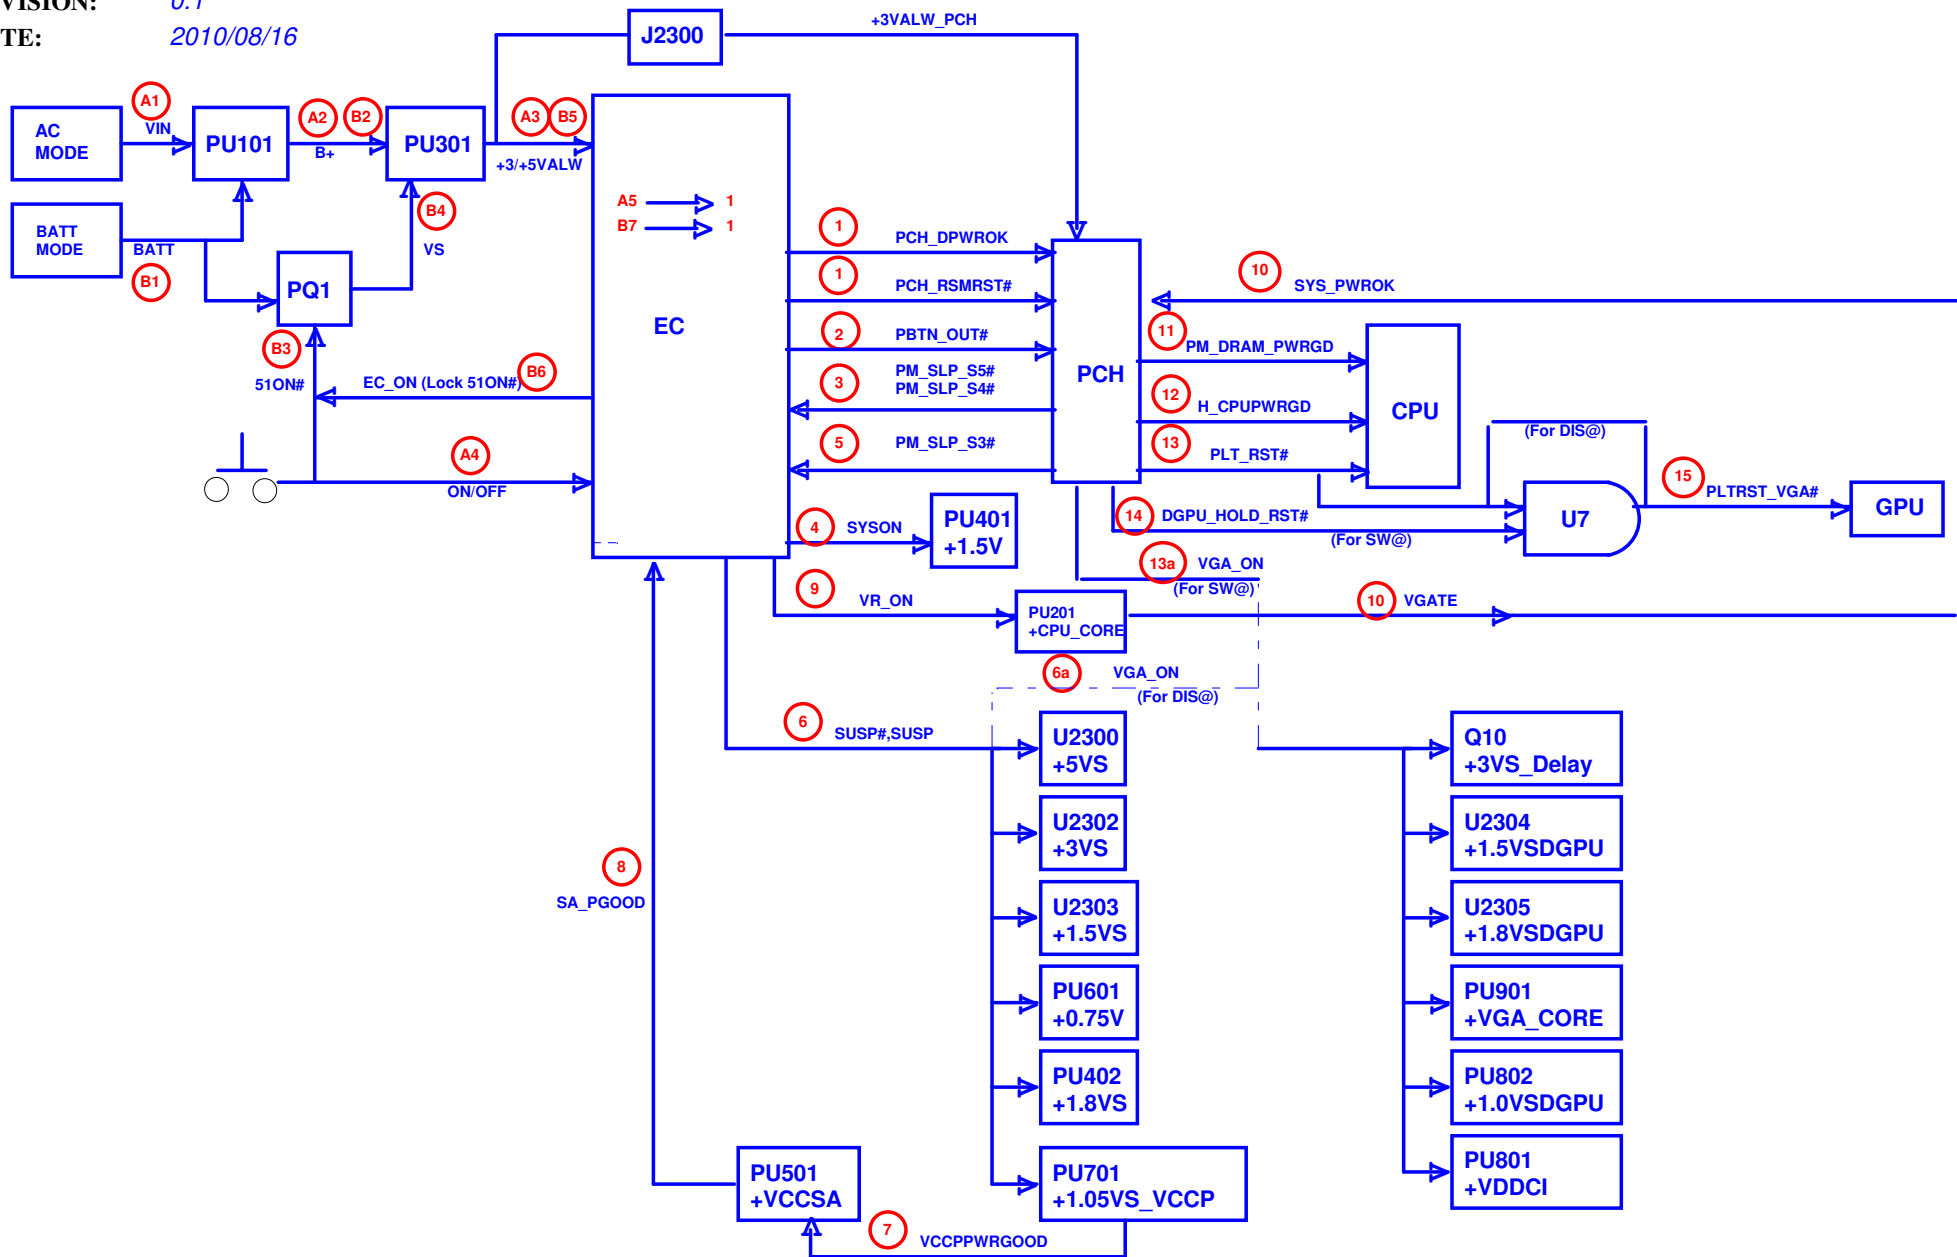 VISION:
0.1
TE:
2010/08/16
+3VALW_PCH
J2300
A1
VIN
AC
MODE
PU101
A2
B2
B+
PU301
A3
B5
+3/+5VALW
BATT
MODE
BATT
B1
B4
VS
PQ1
B3
51ON#
EC_ON (Lock 51ON#)
B6
A4
ON/OFF
A5
1
B7
1
EC
1
PCH_DPWROK
1
PCH_RSMRST#
2
PBTN_OUT#
3
PM_SLP_S5#
PM_SLP_S4#
5
PM_SLP_S3#
PCH
10
SYS_PWROK
11
PM_DRAM_PWRGD
12
H_CPUPWRGD
13
PLT_RST#
CPU
(For DIS@)
15
PLTRST_VGA#
GPU
U7
14
DGPU_HOLD_RST#
(For SW@)
4
SYSON
PU401
+1.5V
13a
VGA_ON
(For SW@)
9
VR_ON
PU201
+CPU_CORE
10
VGATE
6a
VGA_ON
(For DIS@)
6
SUSP#,SUSP
U2300
+5VS
U2302
+3VS
U2303
+1.5VS
PU601
+0.75V
PU402
+1.8VS
PU701
+1.05VS_VCCP
Q10
+3VS_Delay
U2304
+1.5VSDGPU
U2305
+1.8VSDGPU
PU901
+VGA_CORE
PU802
+1.0VSDGPU
PU801
+VDDCI
8
SA_PGOOD
PU501
+VCCSA
7
VCCPPWRGOOD